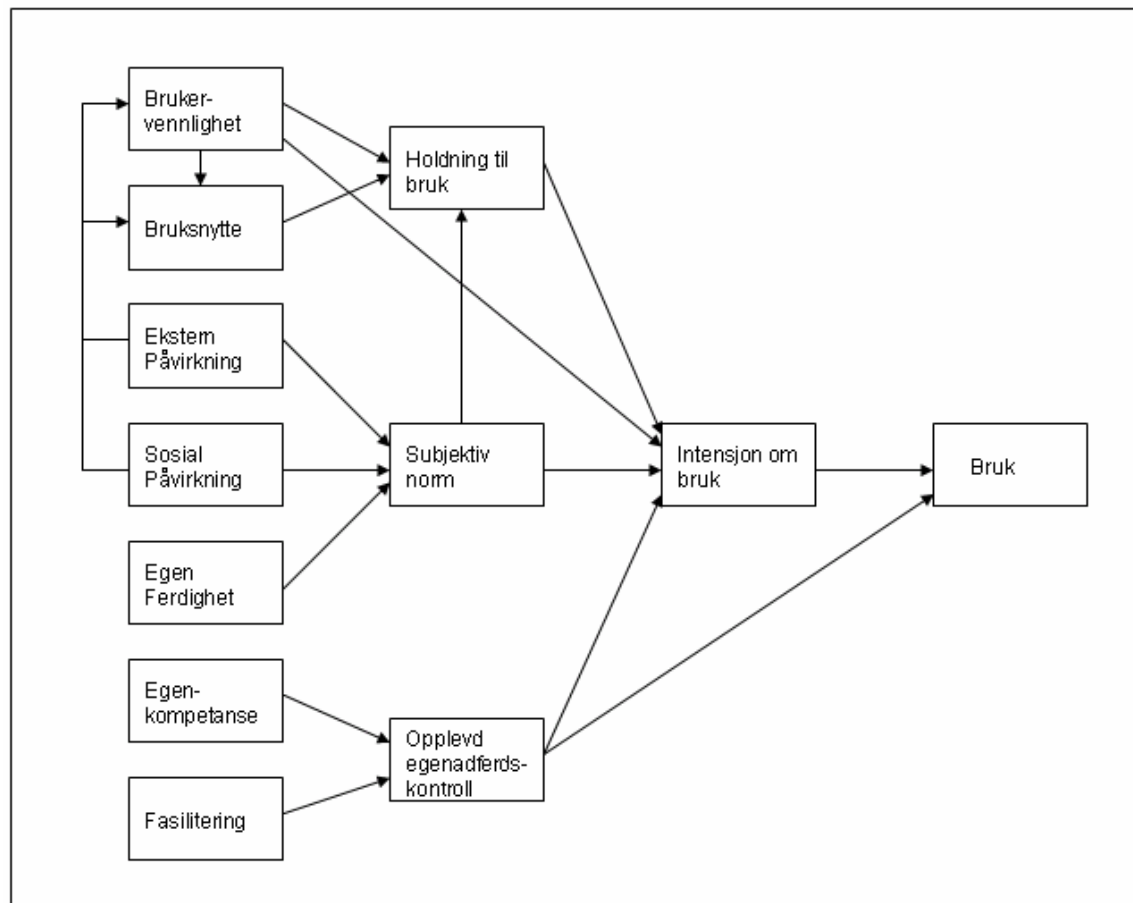 Bruker-
vennlighet
Bruksnytte
Ekstern
Påvirkning
Sosial
Påvirkning
Egen
Ferdighet
Egen-
kompetanse
Fasilitering
Holdning til
bruk
Subjektiv
norm
Opplevd
egenadferds-
kontroll
Intensjon om
bruk
Bruk